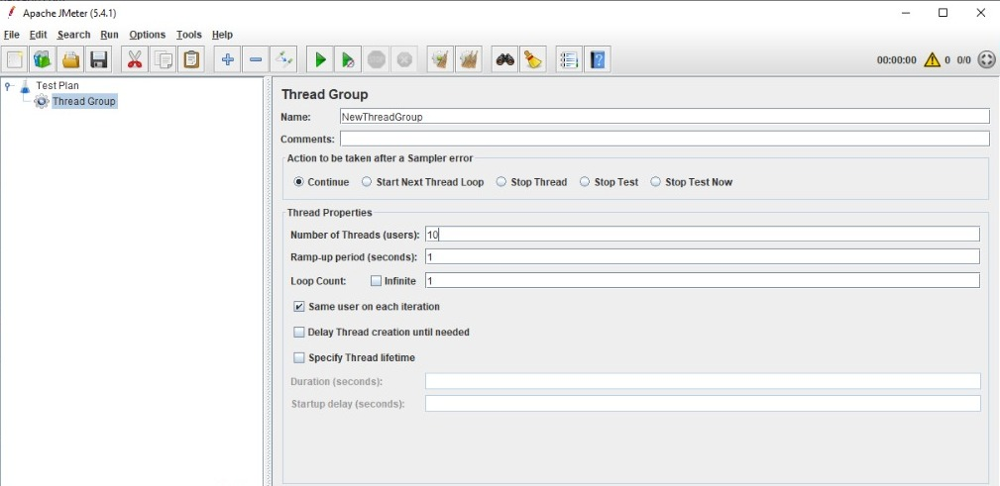 Apache JMeter (5.4.1)
File Edit Search Run Options Tools Help
00:00:00 0 0/0
Test Plan
Thread Group
Thread Group
Name: NewThreadGroup
Comments:
Action to be taken after a Sampler error
Continue Start Next Thread Loop Stop Thread Stop Test Stop Test Now
Thread Properties
Number of Threads (users): 10
Ramp-up period (seconds): 1
Loop Count: Infinite 1
Same user on each iteration
Delay Thread creation until needed
Specify Thread lifetime
Duration (seconds):
Startup delay (seconds):